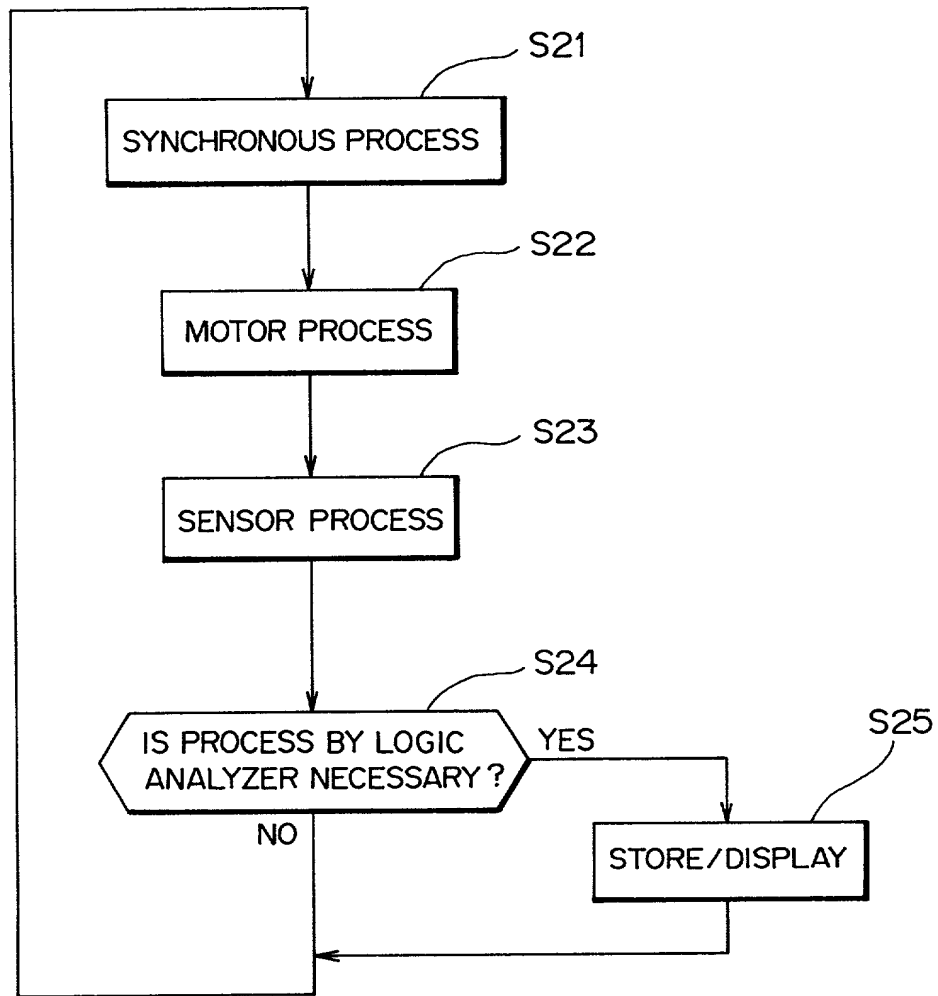 S21
SYNCHRONOUS PROCESS
S22
MOTOR PROCESS
S23
SENSOR PROCESS
S24
IS PROCESS BY LOGIC
ANALYZER NECESSARY?
YES
NO
S25
STORE/DISPLAY